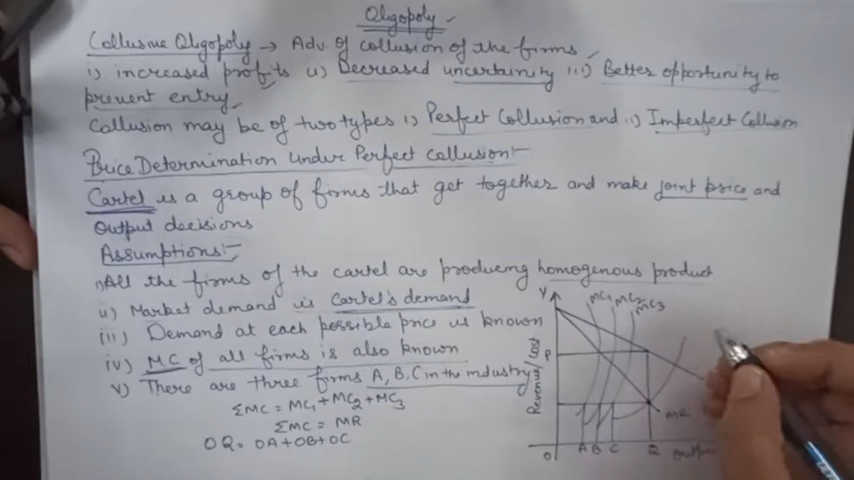 Oligopoly
Collusive Oligopoly → Adv. of collusion of the firms
i) increased profits ii) Decreased uncertainty iii) Better opportunity to
prevent entry
Collusion may be of two types i) Perfect Collusion and ii) Imperfect Collusion
Price Determination Under Perfect Collusion:-
Cartel is a group of firms that get together and make joint price and
Output decisions
Assumptions:-
i) All the firms of the cartel are producing homogenous product
ii) Market demand is Cartel's demand
(iii) Demand at each possible price is known
(iv) MC of all firms is also known
v) There are three firms A, B, C in the industry
ΣMC = MC1 + MC2 + MC3
ΣMC = MR
OQ = OA + OB + OC
Y
MC1 MC2 MC3
P
Revenue/Cost
MR
O A B C Q